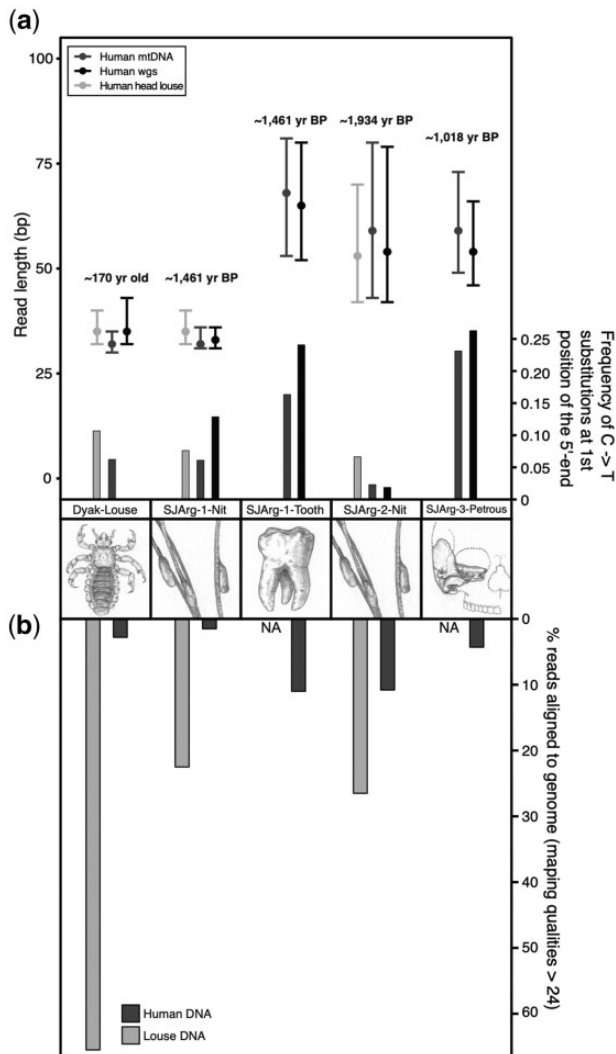 (a)
Human mtDNA
Human wgs
Human head louse
100
75
50
25
0
Read length (bp)
~170 yr old
~1,461 yr BP
~1,461 yr BP
~1,934 yr BP
~1,018 yr BP
0.25
0.20
0.15
0.10
0.05
0
Frequency of C -> T
substitutions at 1st
position of the 5'-end
Dyak-Louse
SJArg-1-Nit
SJArg-1-Tooth
SJArg-2-Nit
SJArg-3-Petrous
(b)
NA
NA
0
10
20
30
40
50
60
% reads aligned to genome (maping qualities > 24)
Human DNA
Louse DNA